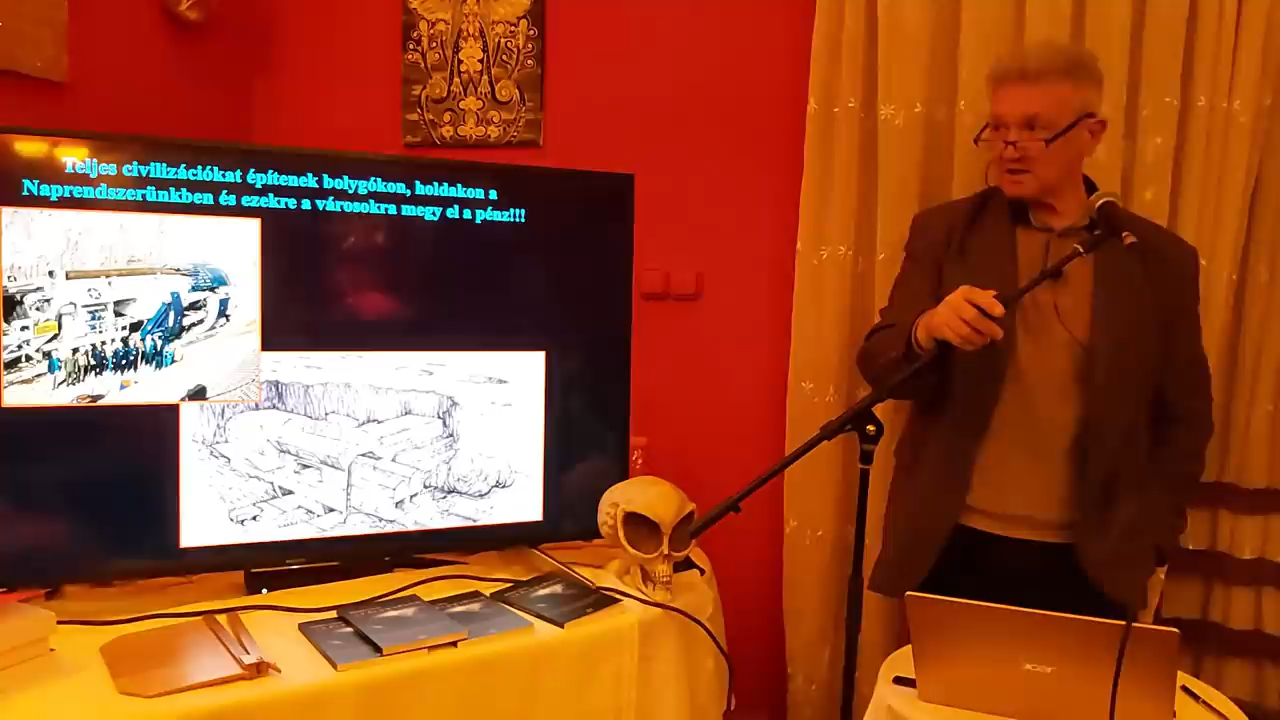 Teljes civilizációkat építenek bolygókon, holdakon a
Naprendszerünkben és ezekre a városokra megy el a pénz!!!
acer